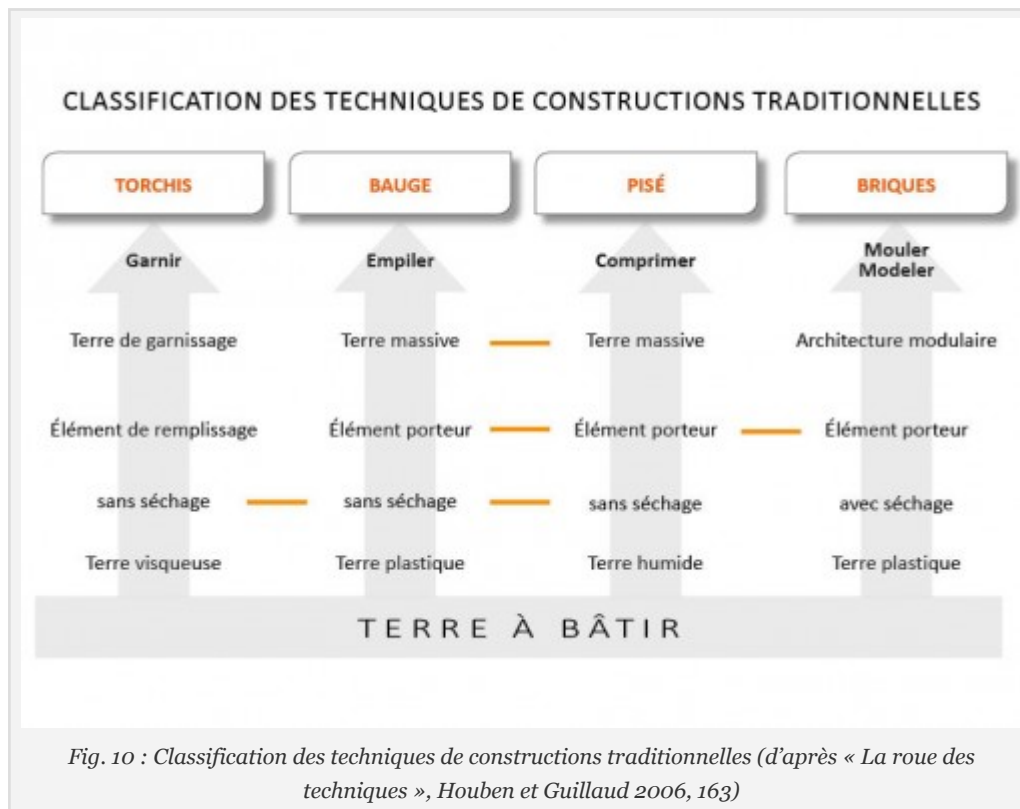 CLASSIFICATION DES TECHNIQUES DE CONSTRUCTIONS TRADITIONNELLES
TORCHIS BAUGE PISÉ BRIQUES
Garnir Empiler Comprimer Mouler
Modeler
Terre de garnissage Terre massive Terre massive Architecture modulaire
Élément de remplissage Élément porteur Élément porteur Élément porteur
sans séchage sans séchage sans séchage avec séchage
Terre visqueuse Terre plastique Terre humide Terre plastique
TERRE À BÂTIR
Fig. 10 : Classification des techniques de constructions traditionnelles (d'après « La roue des
techniques », Houben et Guillaud 2006, 163)